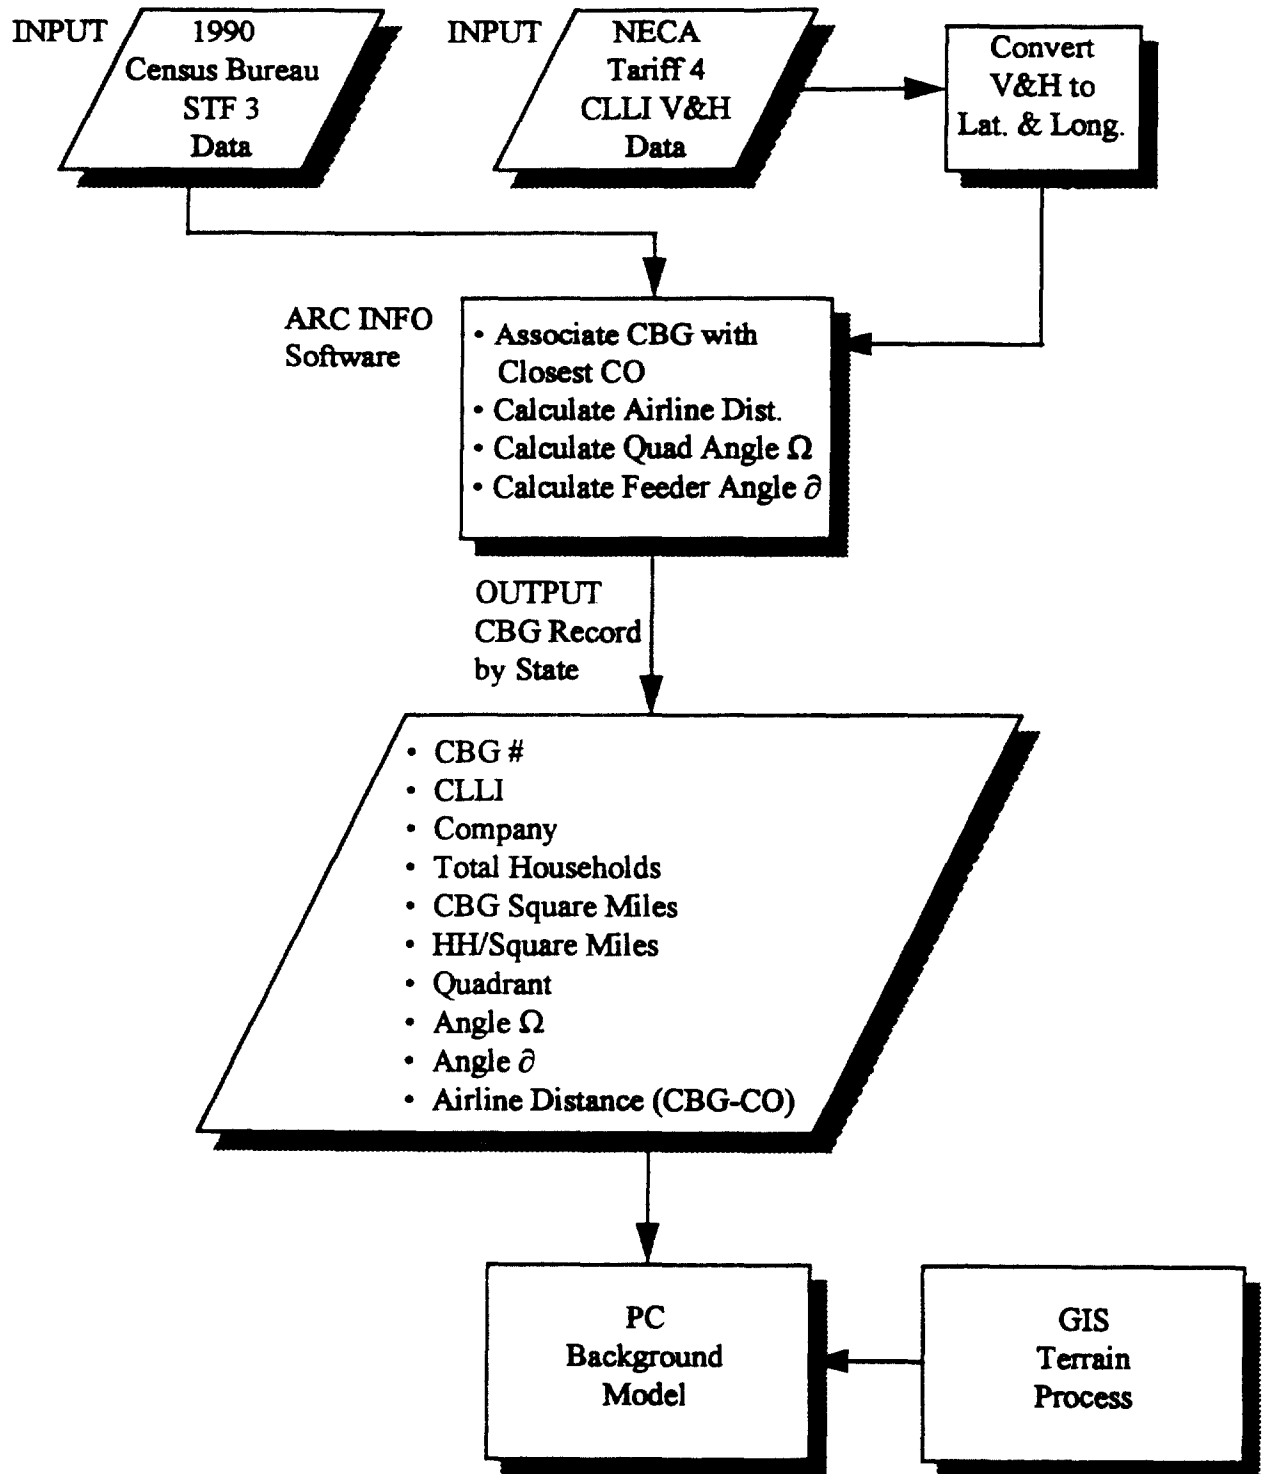 INPUT
1990
Census Bureau
STF 3
Data
INPUT
NECA
Tariff 4
CLLI V&H
Data
Convert
V&H to
Lat. & Long.
ARC INFO
Software
• Associate CBG with
Closest CO
• Calculate Airline Dist.
• Calculate Quad Angle Ω
• Calculate Feeder Angle ∂
OUTPUT
CBG Record
by State
• CBG #
• CLLI
• Company
• Total Households
• CBG Square Miles
• HH/Square Miles
• Quadrant
• Angle Ω
• Angle ∂
• Airline Distance (CBG-CO)
PC
Background
Model
GIS
Terrain
Process